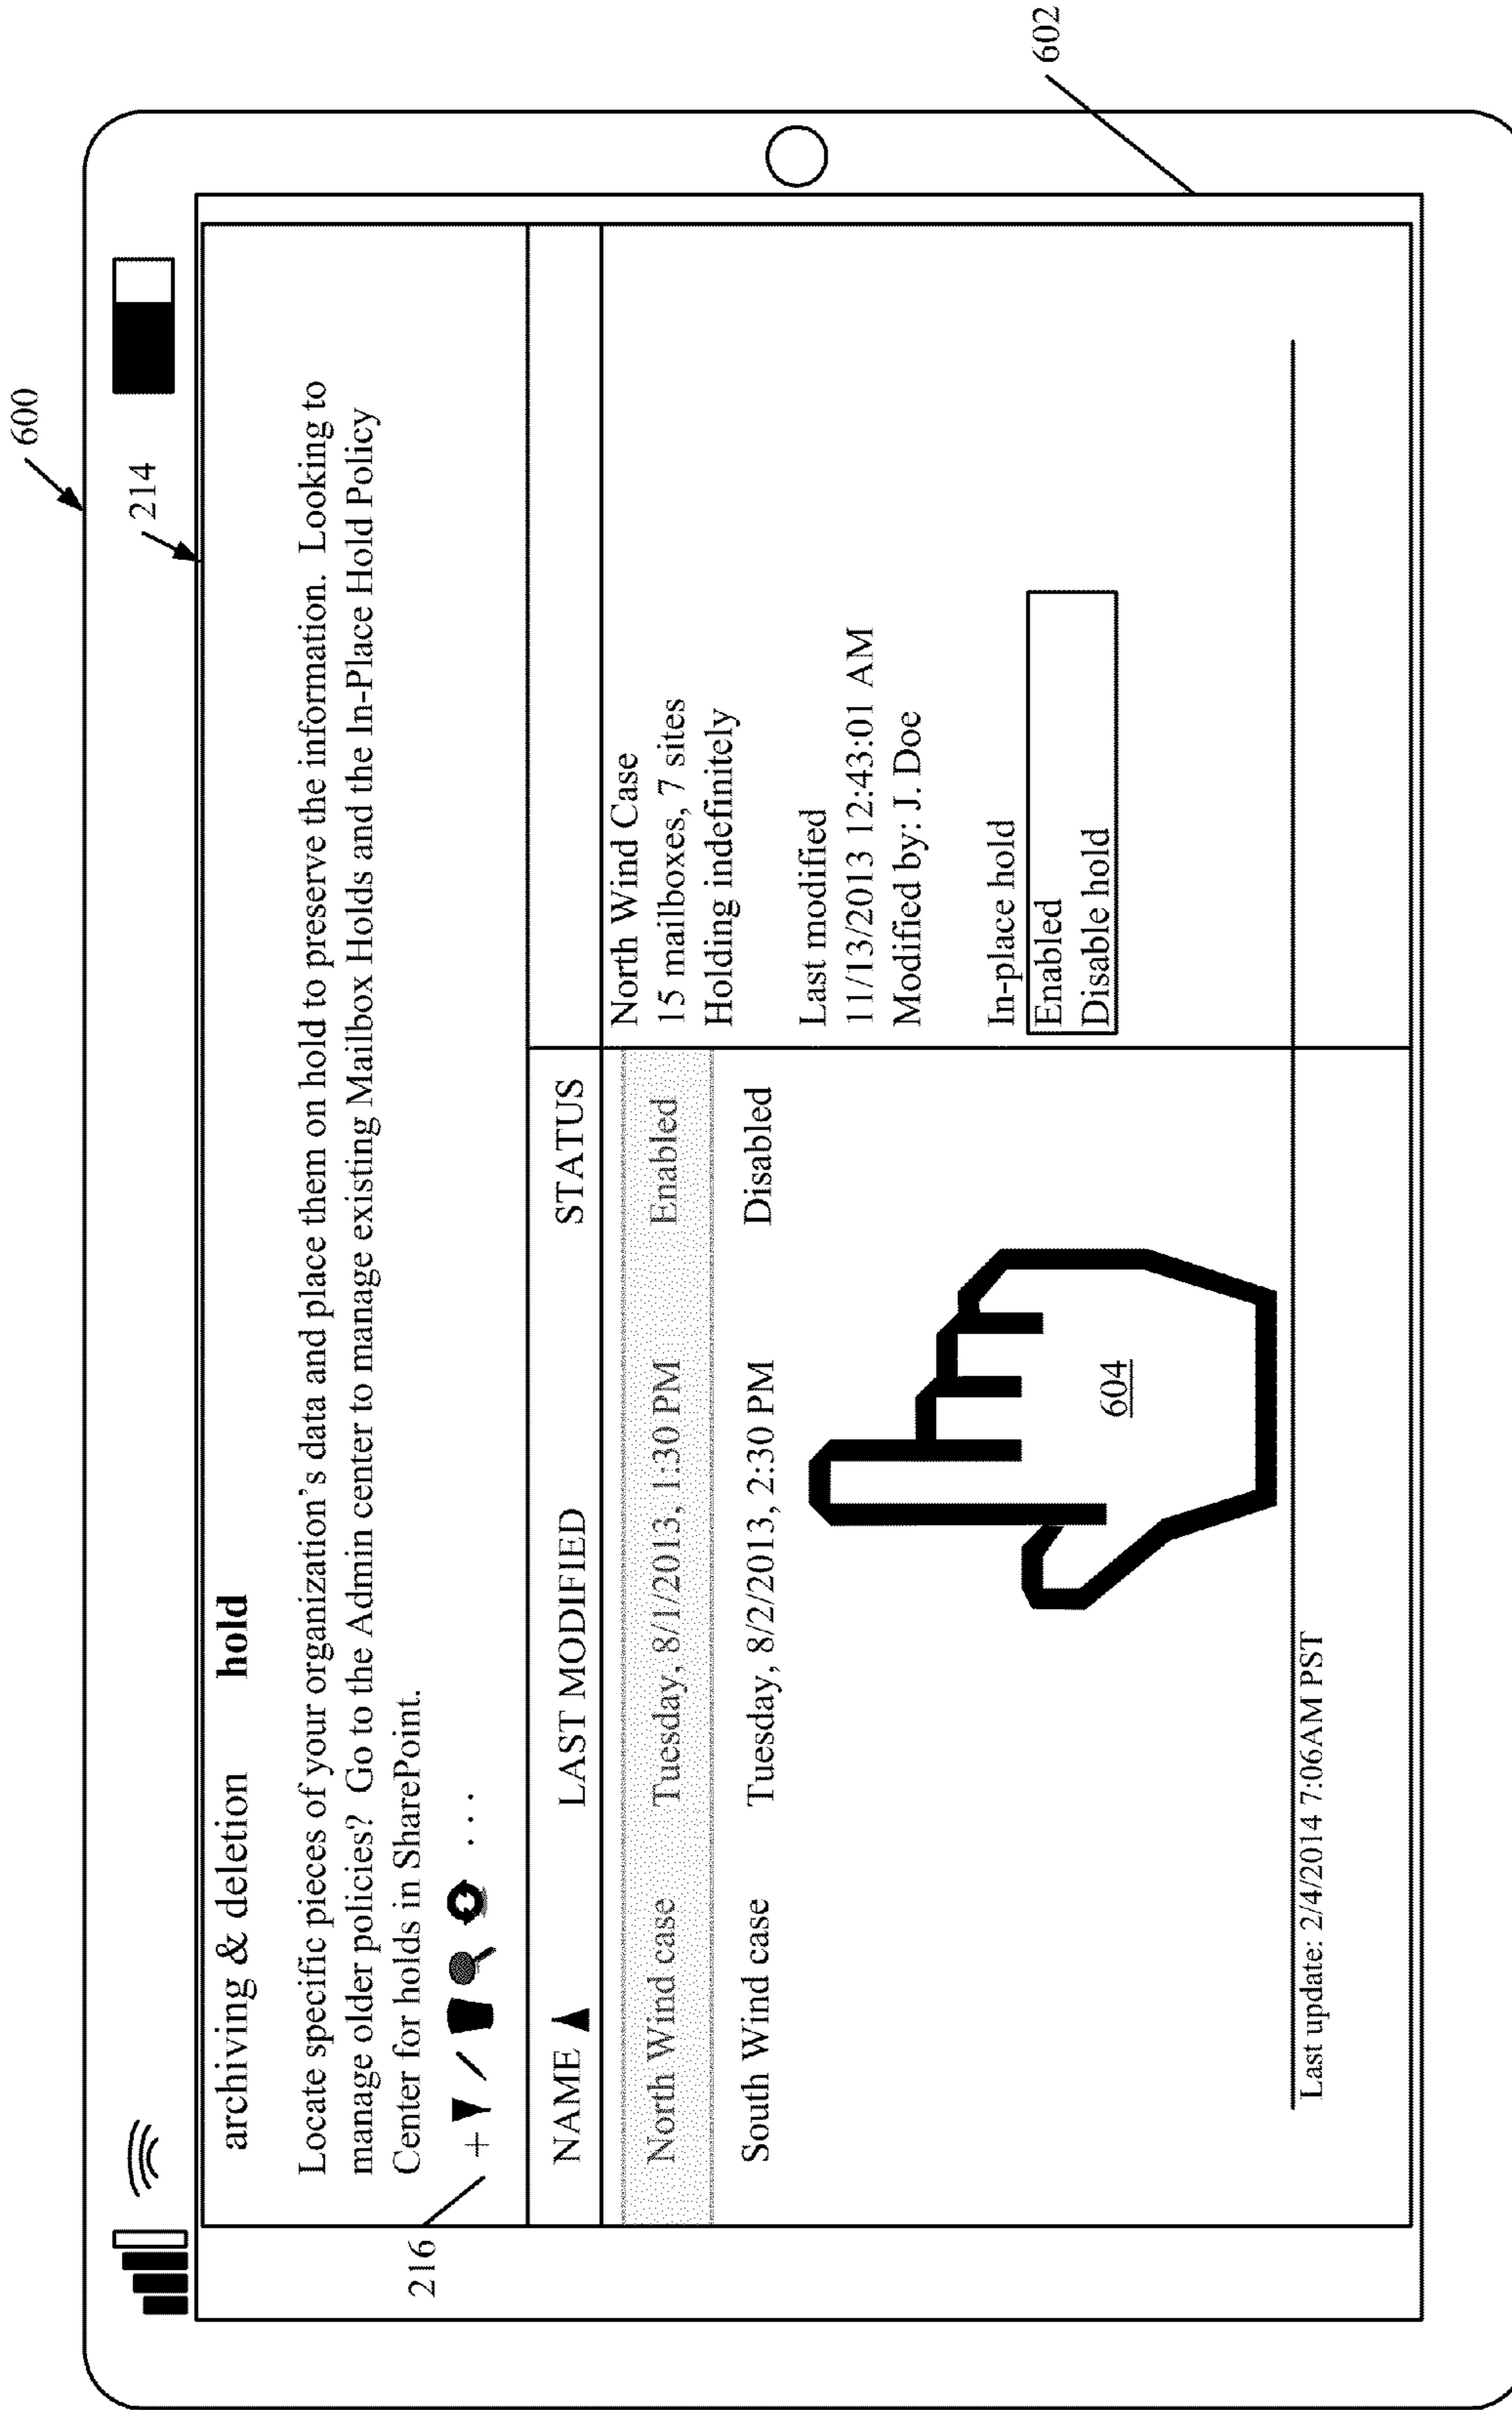 600
214
archiving & deletion hold
Locate specific pieces of your organization's data and place them on hold to preserve the information. Looking to
manage older policies? Go to the Admin center to manage existing Mailbox Holds and the In-Place Hold Policy
Center for holds in SharePoint.
216
+ ...
NAME LAST MODIFIED STATUS
North Wind case Tuesday, 8/1/2013, 1:30 PM Enabled
South Wind case Tuesday, 8/2/2013, 2:30 PM Disabled
North Wind Case
15 mailboxes, 7 sites
Holding indefinitely
Last modified
11/13/2013 12:43:01 AM
Modified by: J. Doe
In-place hold
Enabled
Disable hold
604
Last update: 2/4/2014 7:06AM PST
602